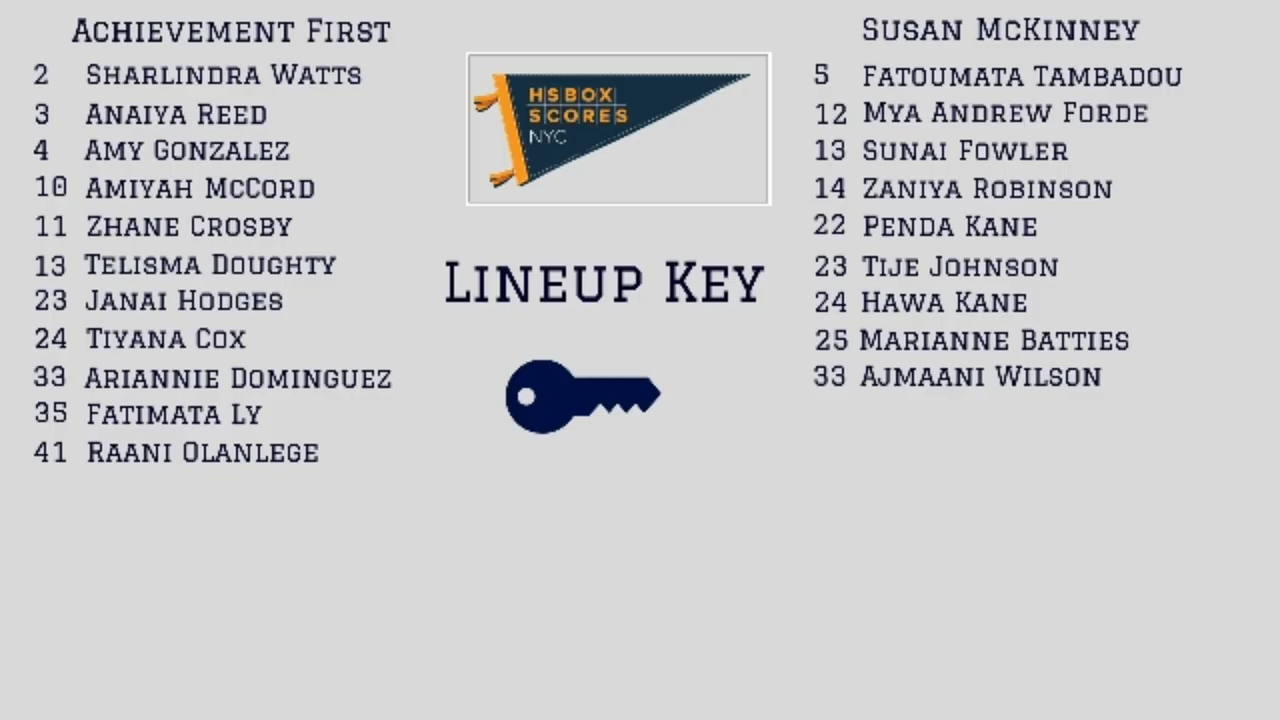 Achievement First
2 Sharlindra Watts
3 Anaiya Reed
4 Amy Gonzalez
10 Amiyah McCord
11 Zhane Crosby
13 Telisma Doughty
23 Janai Hodges
24 Tiyana Cox
33 Ariannie Dominguez
35 Fatimata Ly
41 Raani Olanlege
HS BOX
SCORES
NYC
Lineup Key
Susan McKinney
5 Fatoumata Tambadou
12 Mya Andrew Forde
13 Sunai Fowler
14 Zaniya Robinson
22 Penda Kane
23 Tije Johnson
24 Hawa Kane
25 Marianne Batties
33 Ajmaani Wilson